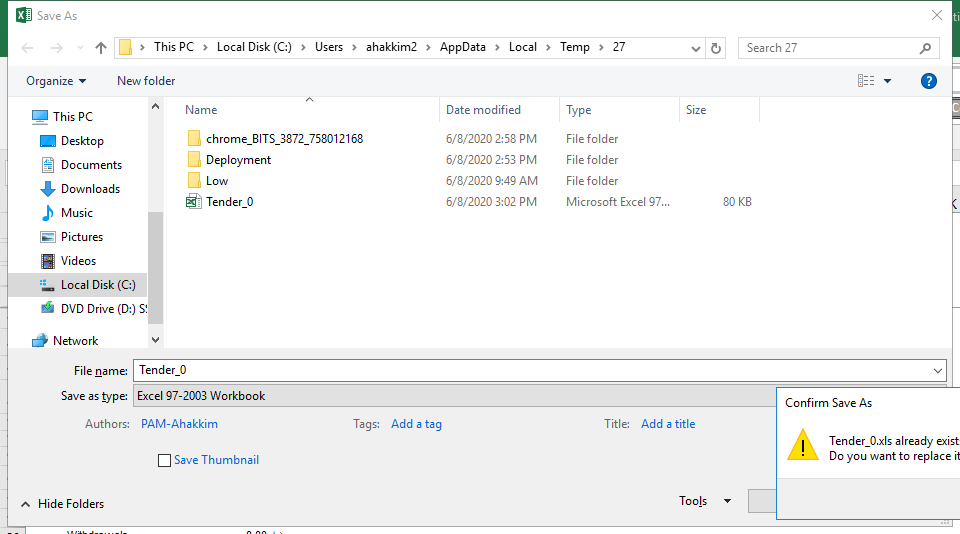 Save As
This PC > Local Disk (C:) > Users > ahakkim2 > AppData > Local > Temp > 27
Search 27
Organize
New folder
Name
Date modified
Type
Size
This PC
Desktop
Documents
Downloads
Music
Pictures
Videos
Local Disk (C:)
DVD Drive (D:) S
Network
chrome_BITS_3872_758012168 6/8/2020 2:58 PM File folder
Deployment 6/8/2020 2:53 PM File folder
Low 6/8/2020 9:49 AM File folder
Tender_0 6/8/2020 3:02 PM Microsoft Excel 97... 80 KB
File name: Tender_0
Save as type: Excel 97-2003 Workbook
Authors: PAM-Ahakkim
Tags: Add a tag
Title: Add a title
Save Thumbnail
Confirm Save As
Tender_0.xls already exist
Do you want to replace it
Hide Folders
Tools